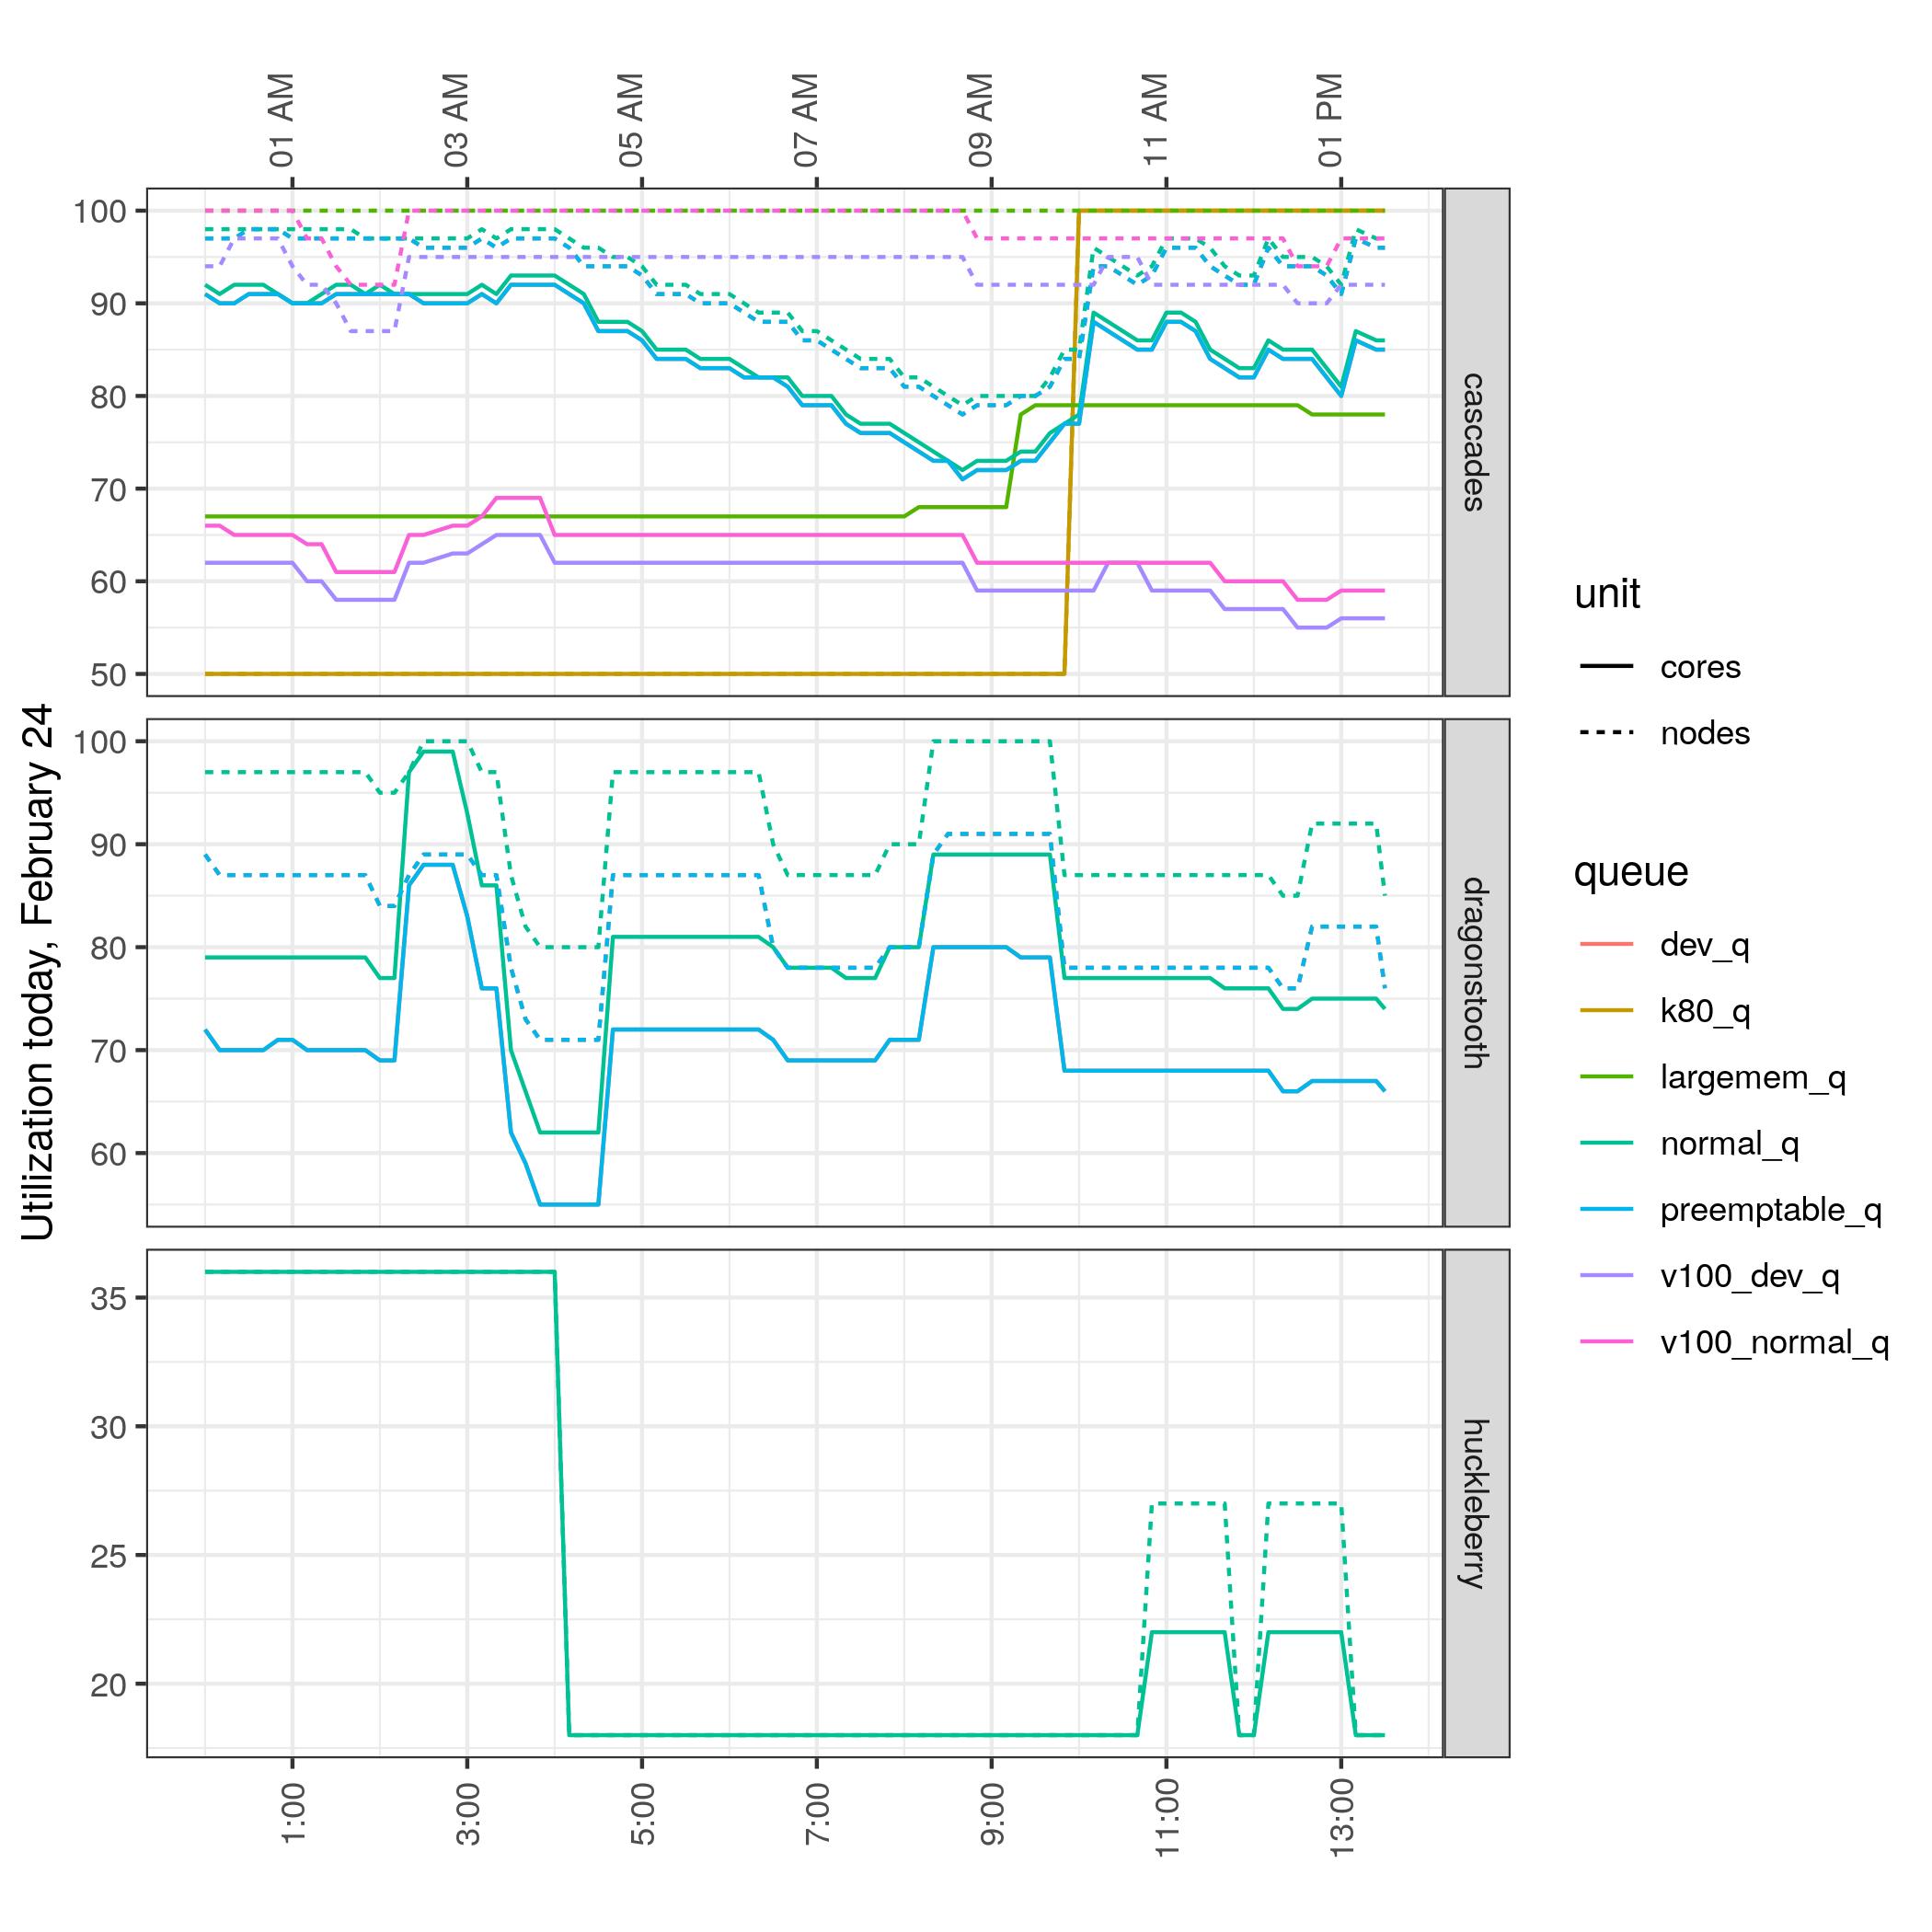 01 AM
03 AM
05 AM
07 AM
09 AM
11 AM
01 PM
Utilization today, February 24
100
90
80
70
60
50
cascades
100
90
80
70
60
dragonstooth
35
30
25
20
huckleberry
1:00
3:00
5:00
7:00
9:00
11:00
13:00
unit
cores
nodes
queue
dev_q
k80_q
largemem_q
normal_q
preemptable_q
v100_dev_q
v100_normal_q